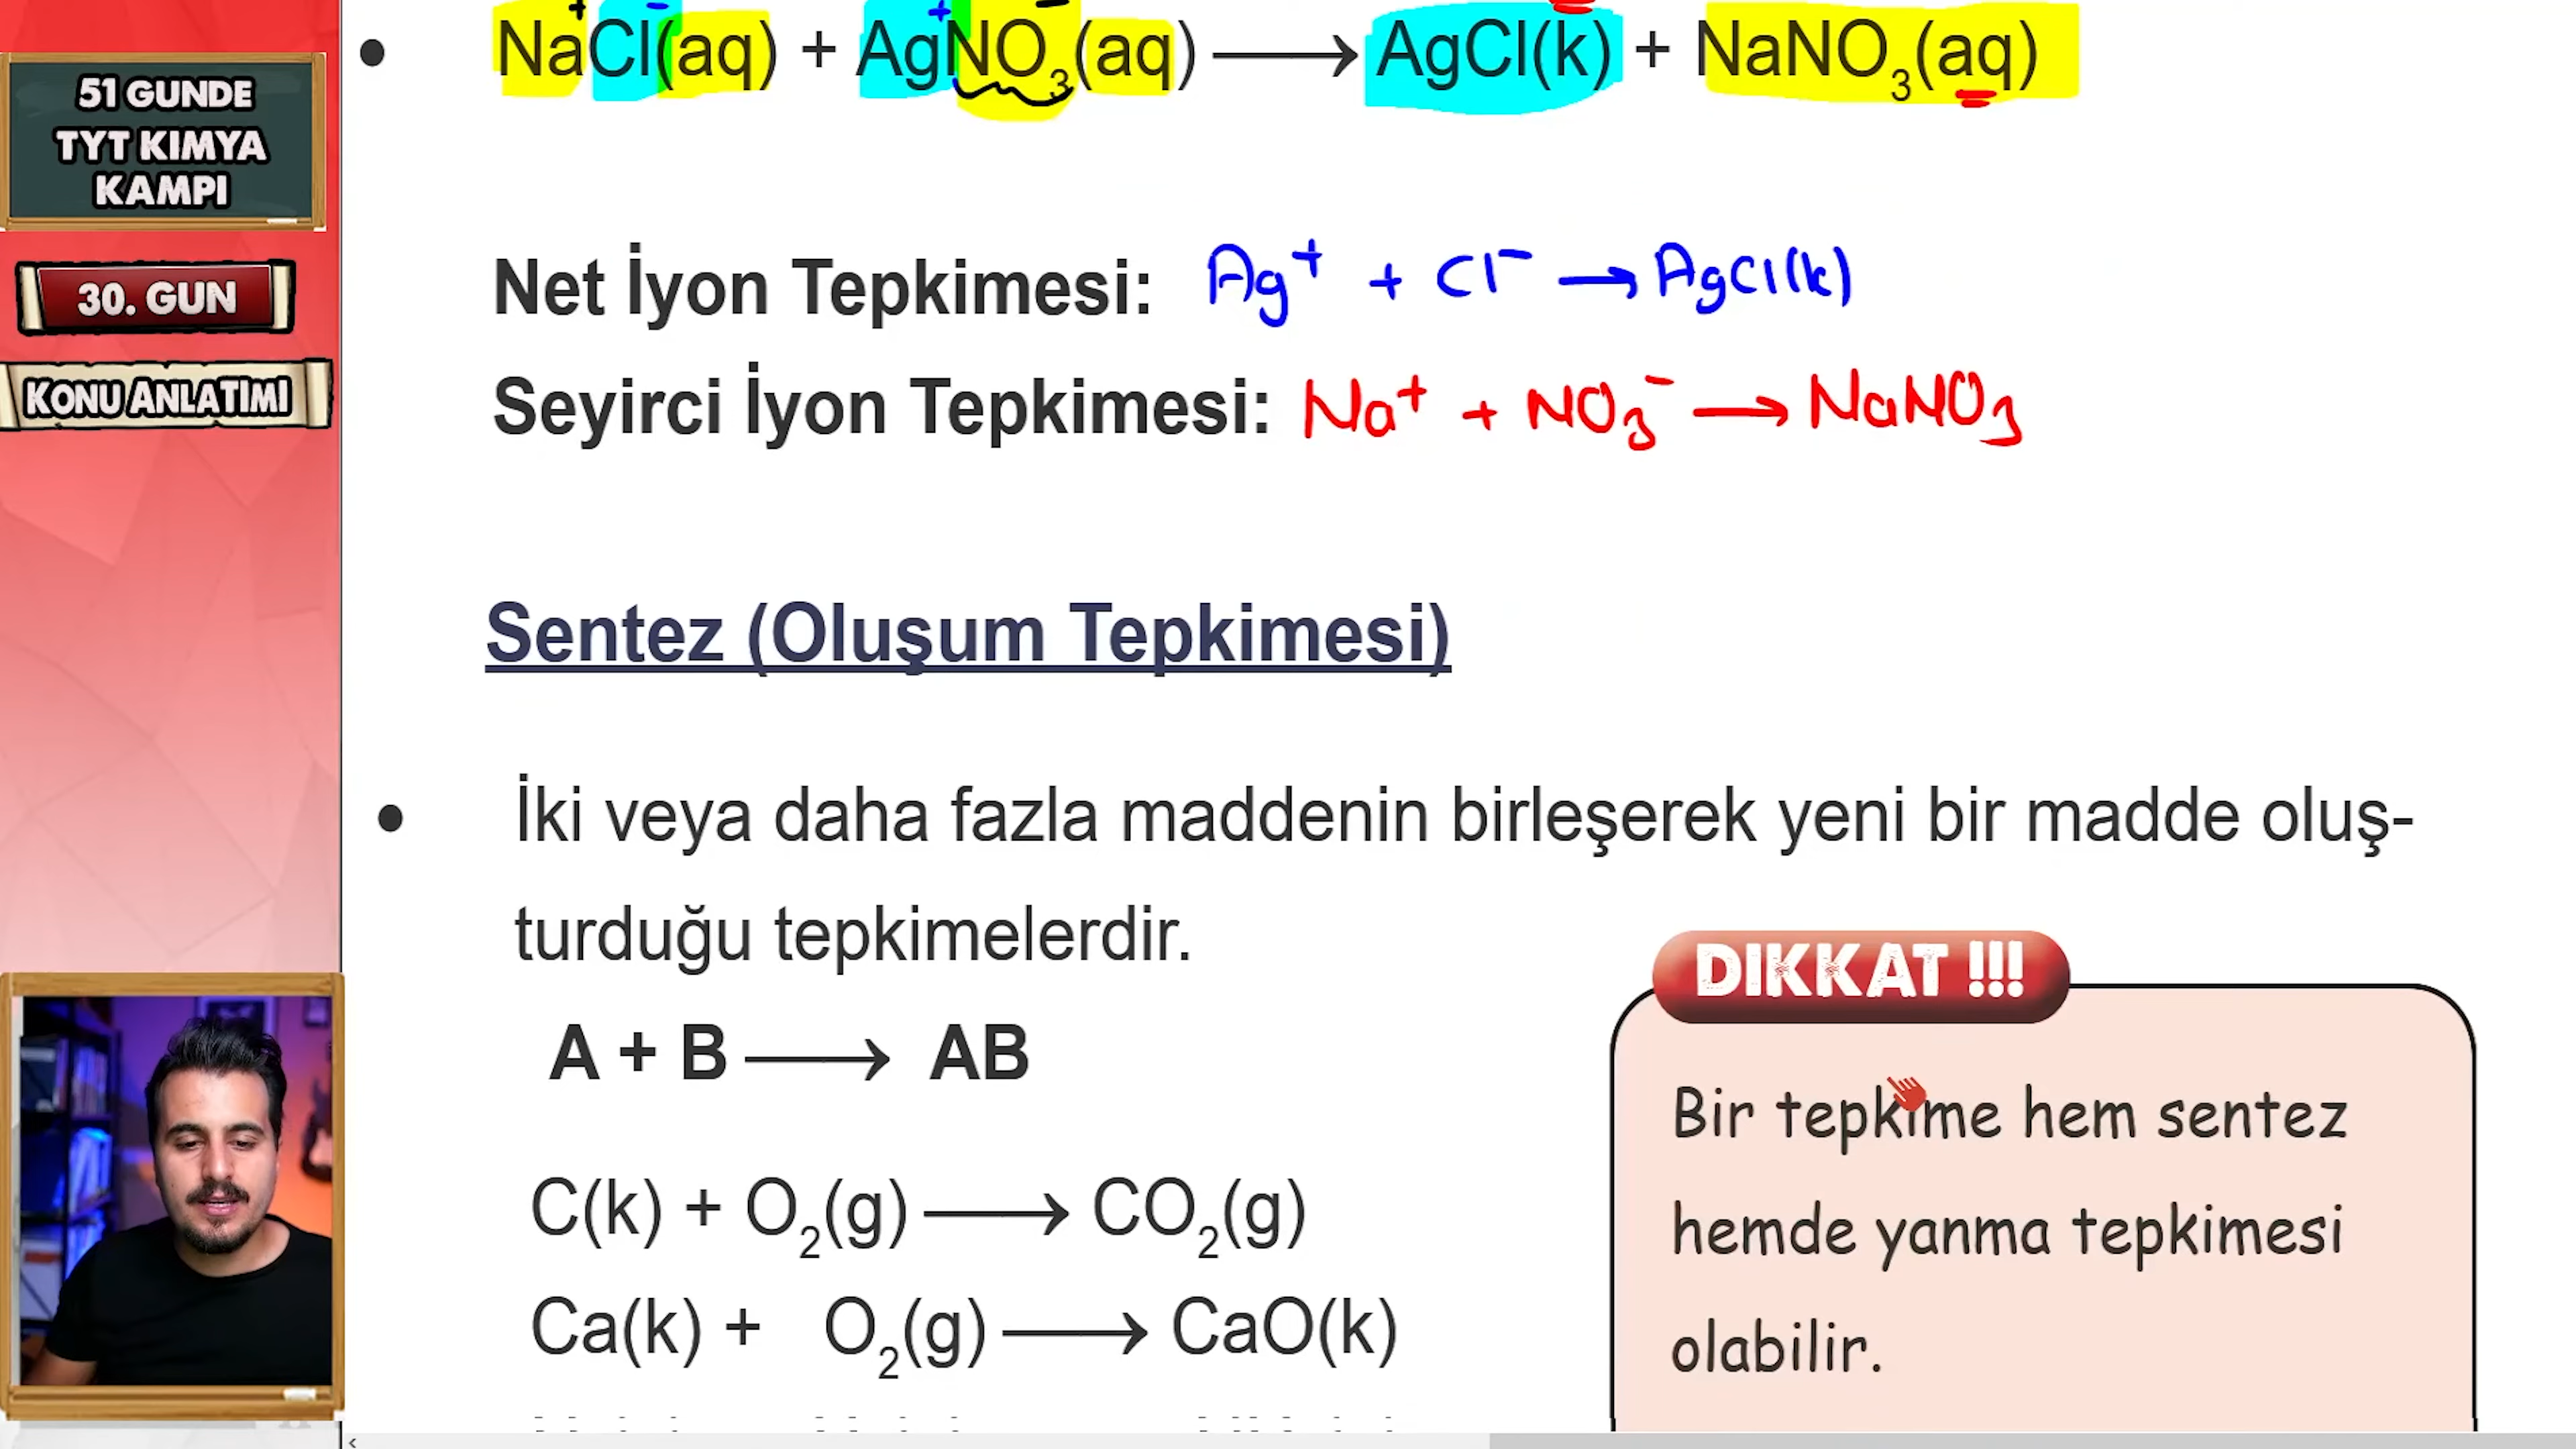 51 GUNDE
TYT KIMYA
KAMPI
30. GUN
KONU ANLATIMI
• NaCl(aq) + AgNO₃(aq) ⟶ AgCl(k) + NaNO₃(aq)
Net İyon Tepkimesi: Ag⁺ + Cl⁻ → AgCl(k)
Seyirci İyon Tepkimesi: Na⁺ + NO₃⁻ → NaNO₃
Sentez (Oluşum Tepkimesi)
• İki veya daha fazla maddenin birleşerek yeni bir madde oluş-
turduğu tepkimelerdir.
A + B ⟶ AB
C(k) + O₂(g) ⟶ CO₂(g)
Ca(k) + O₂(g) ⟶ CaO(k)
DIKKAT !!!
Bir tepkime hem sentez
hemde yanma tepkimesi
olabilir.